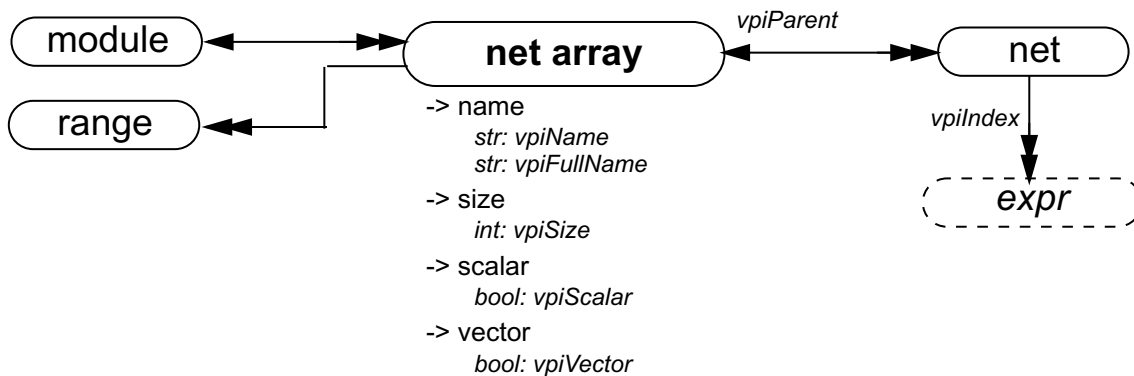 module
range
net array
vpiParent
net
vpiIndex
expr
-> name
str: vpiName
str: vpiFullName
-> size
int: vpiSize
-> scalar
bool: vpiScalar
-> vector
bool: vpiVector